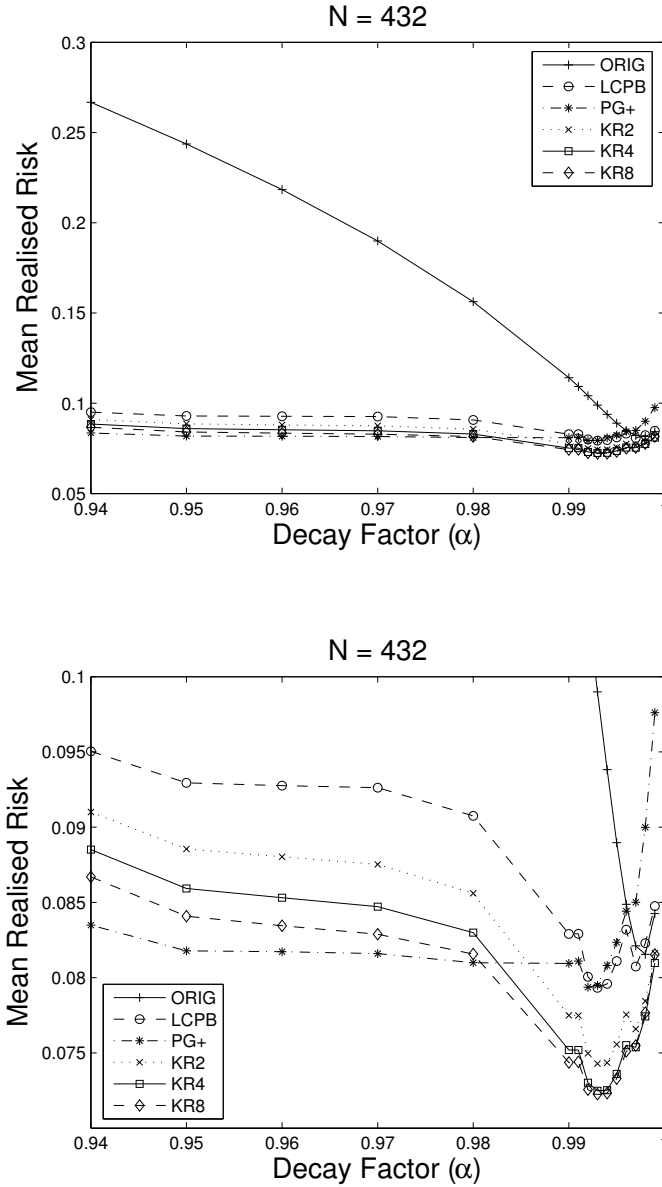 N = 432
0.3
0.25
0.2
0.15
0.1
0.05
Mean Realised Risk
ORIG
LCPB
PG+
KR2
KR4
KR8
0.94
0.95
0.96
0.97
0.98
0.99
1
Decay Factor (α)
N = 432
0.1
0.095
0.09
0.085
0.08
0.075
Mean Realised Risk
ORIG
LCPB
PG+
KR2
KR4
KR8
0.94
0.95
0.96
0.97
0.98
0.99
1
Decay Factor (α)